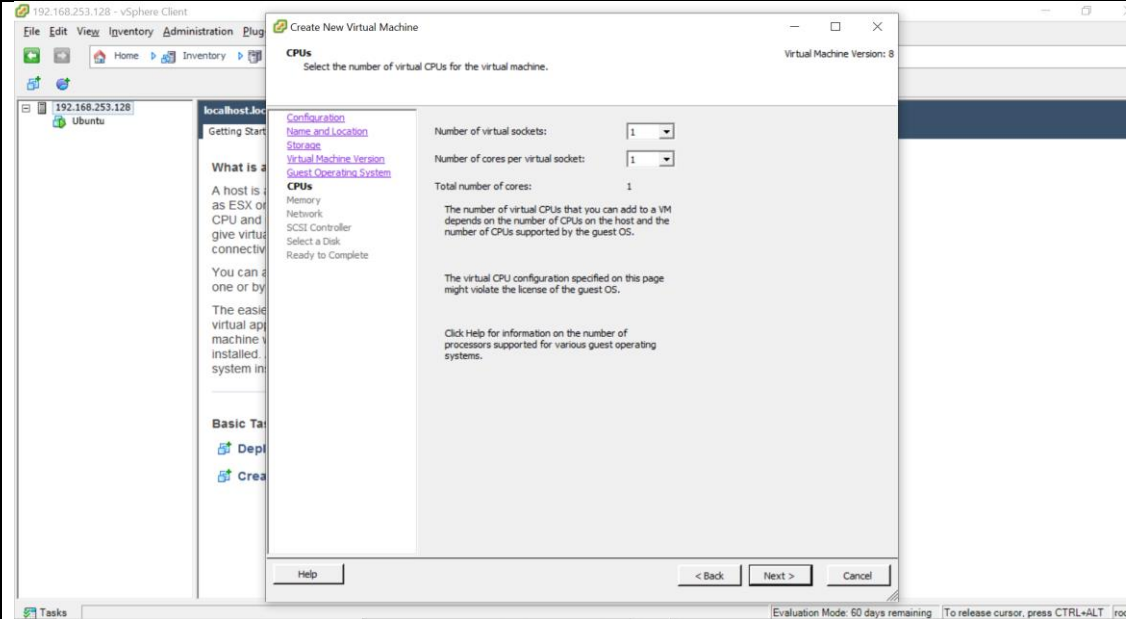 192.168.253.128 - vSphere Client
File Edit View Inventory Administration Plug
Home Inventory
192.168.253.128
Ubuntu
localhost.loc
Getting Start
What is a
A host is a
as ESX or
CPU and
give virtua
connectiv
You can a
one or by
The easie
virtual app
machine v
installed.
system in
Basic Ta
Depl
Crea
Create New Virtual Machine
CPUs
Select the number of virtual CPUs for the virtual machine.
Virtual Machine Version: 8
Configuration
Name and Location
Storage
Virtual Machine Version
Guest Operating System
CPUs
Memory
Network
SCSI Controller
Select a Disk
Ready to Complete
Number of virtual sockets: 1
Number of cores per virtual socket: 1
Total number of cores: 1
The number of virtual CPUs that you can add to a VM
depends on the number of CPUs on the host and the
number of CPUs supported by the guest OS.
The virtual CPU configuration specified on this page
might violate the license of the guest OS.
Click Help for information on the number of
processors supported for various guest operating
systems.
Help
< Back Next > Cancel
Tasks
Evaluation Mode: 60 days remaining To release cursor, press CTRL+ALT roo